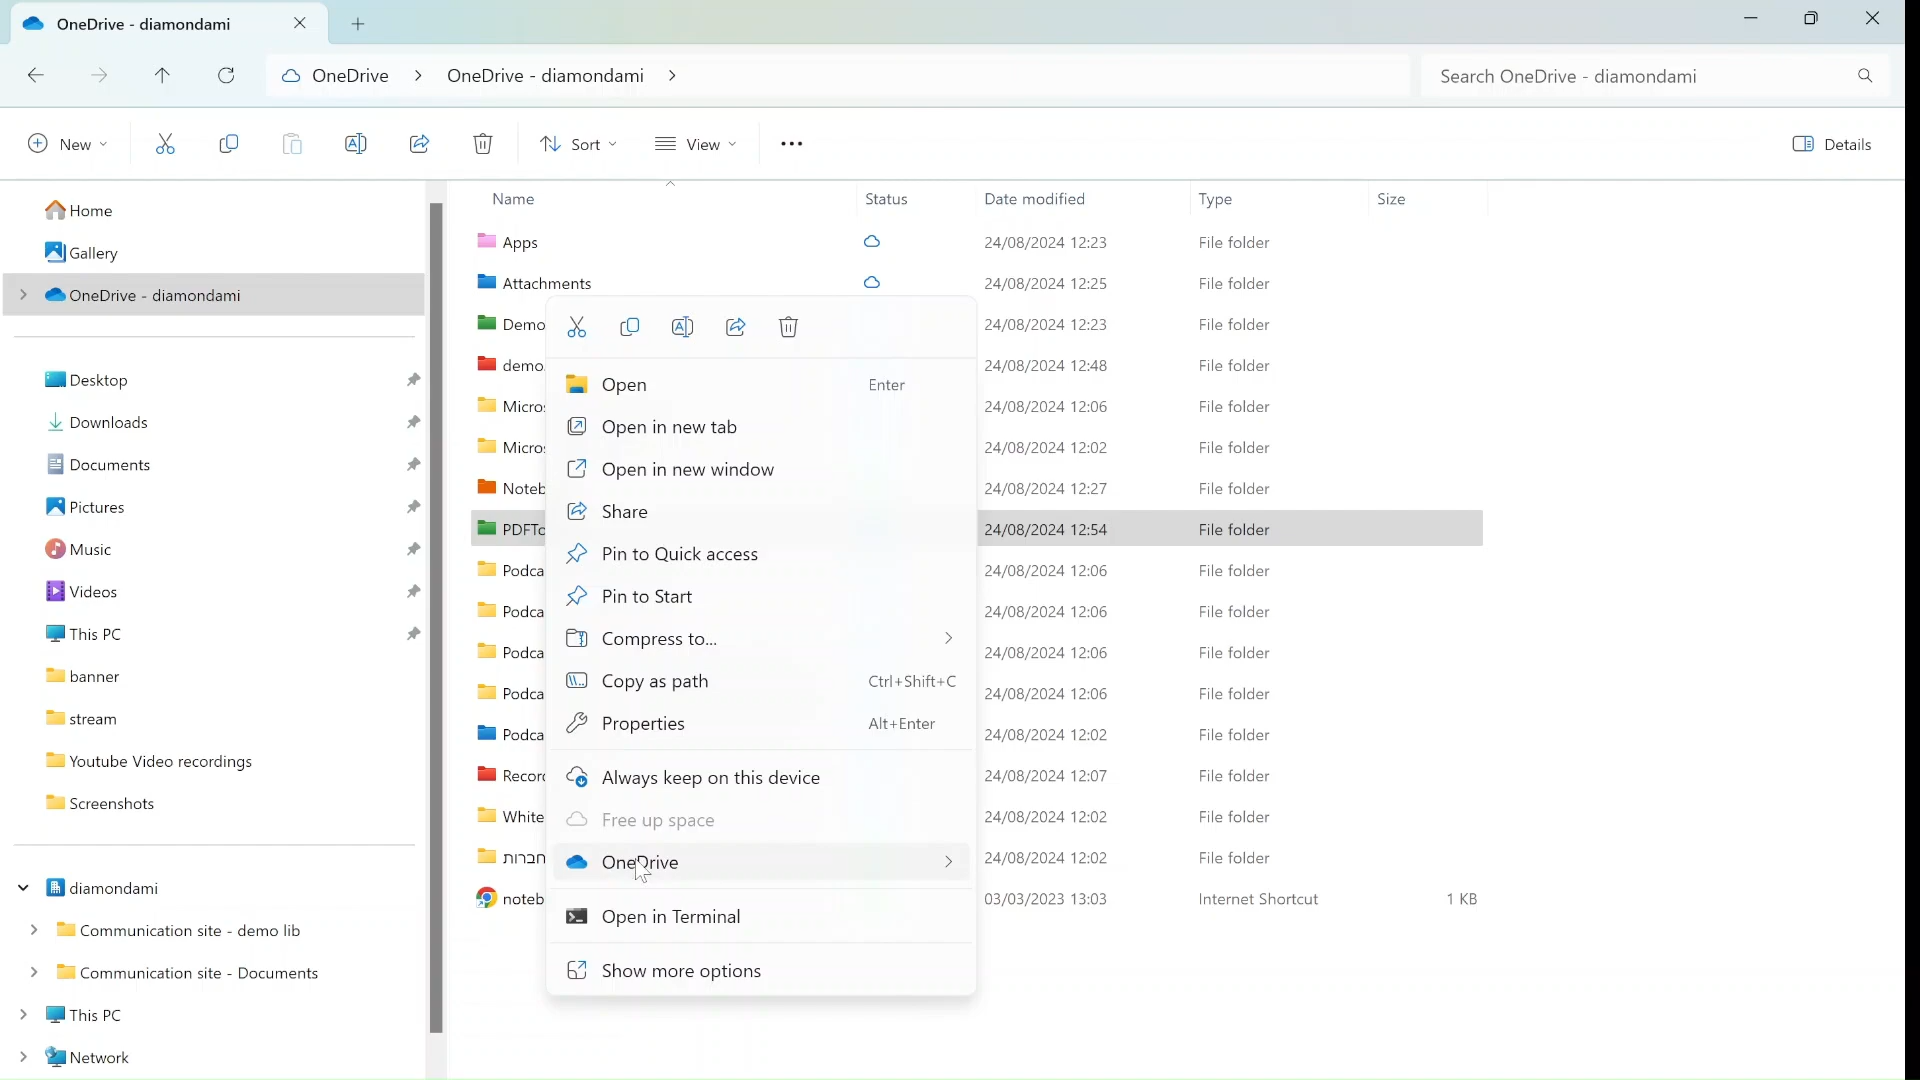 OneDrive - diamondami
OneDrive > OneDrive - diamondami >
Search OneDrive - diamondami
New
Sort
View
Details
Home
Gallery
OneDrive - diamondami
Desktop
Downloads
Documents
Pictures
Music
Videos
This PC
banner
stream
Youtube Video recordings
Screenshots
diamondami
Communication site - demo lib
Communication site - Documents
This PC
Network
Name Status Date modified Type Size
Apps 24/08/2024 12:23 File folder
Attachments 24/08/2024 12:25 File folder
Demo 24/08/2024 12:23 File folder
demo. 24/08/2024 12:48 File folder
Micros 24/08/2024 12:06 File folder
Micros 24/08/2024 12:02 File folder
Noteb 24/08/2024 12:27 File folder
PDFTo 24/08/2024 12:54 File folder
Podca 24/08/2024 12:06 File folder
Podca 24/08/2024 12:06 File folder
Podca 24/08/2024 12:06 File folder
Podca 24/08/2024 12:06 File folder
Podca 24/08/2024 12:02 File folder
Record 24/08/2024 12:07 File folder
White 24/08/2024 12:02 File folder
חברות 24/08/2024 12:02 File folder
noteb 03/03/2023 13:03 Internet Shortcut 1 KB
Open Enter
Open in new tab
Open in new window
Share
Pin to Quick access
Pin to Start
Compress to...
Copy as path Ctrl+Shift+C
Properties Alt+Enter
Always keep on this device
Free up space
OneDrive
Open in Terminal
Show more options